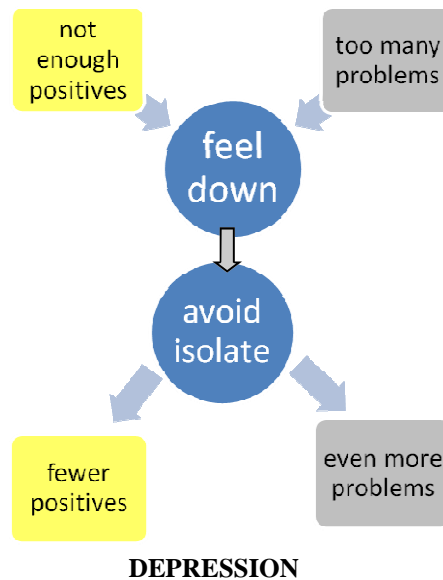 not
enough
positives
too many
problems
feel
down
avoid
isolate
fewer
positives
even more
problems
DEPRESSION